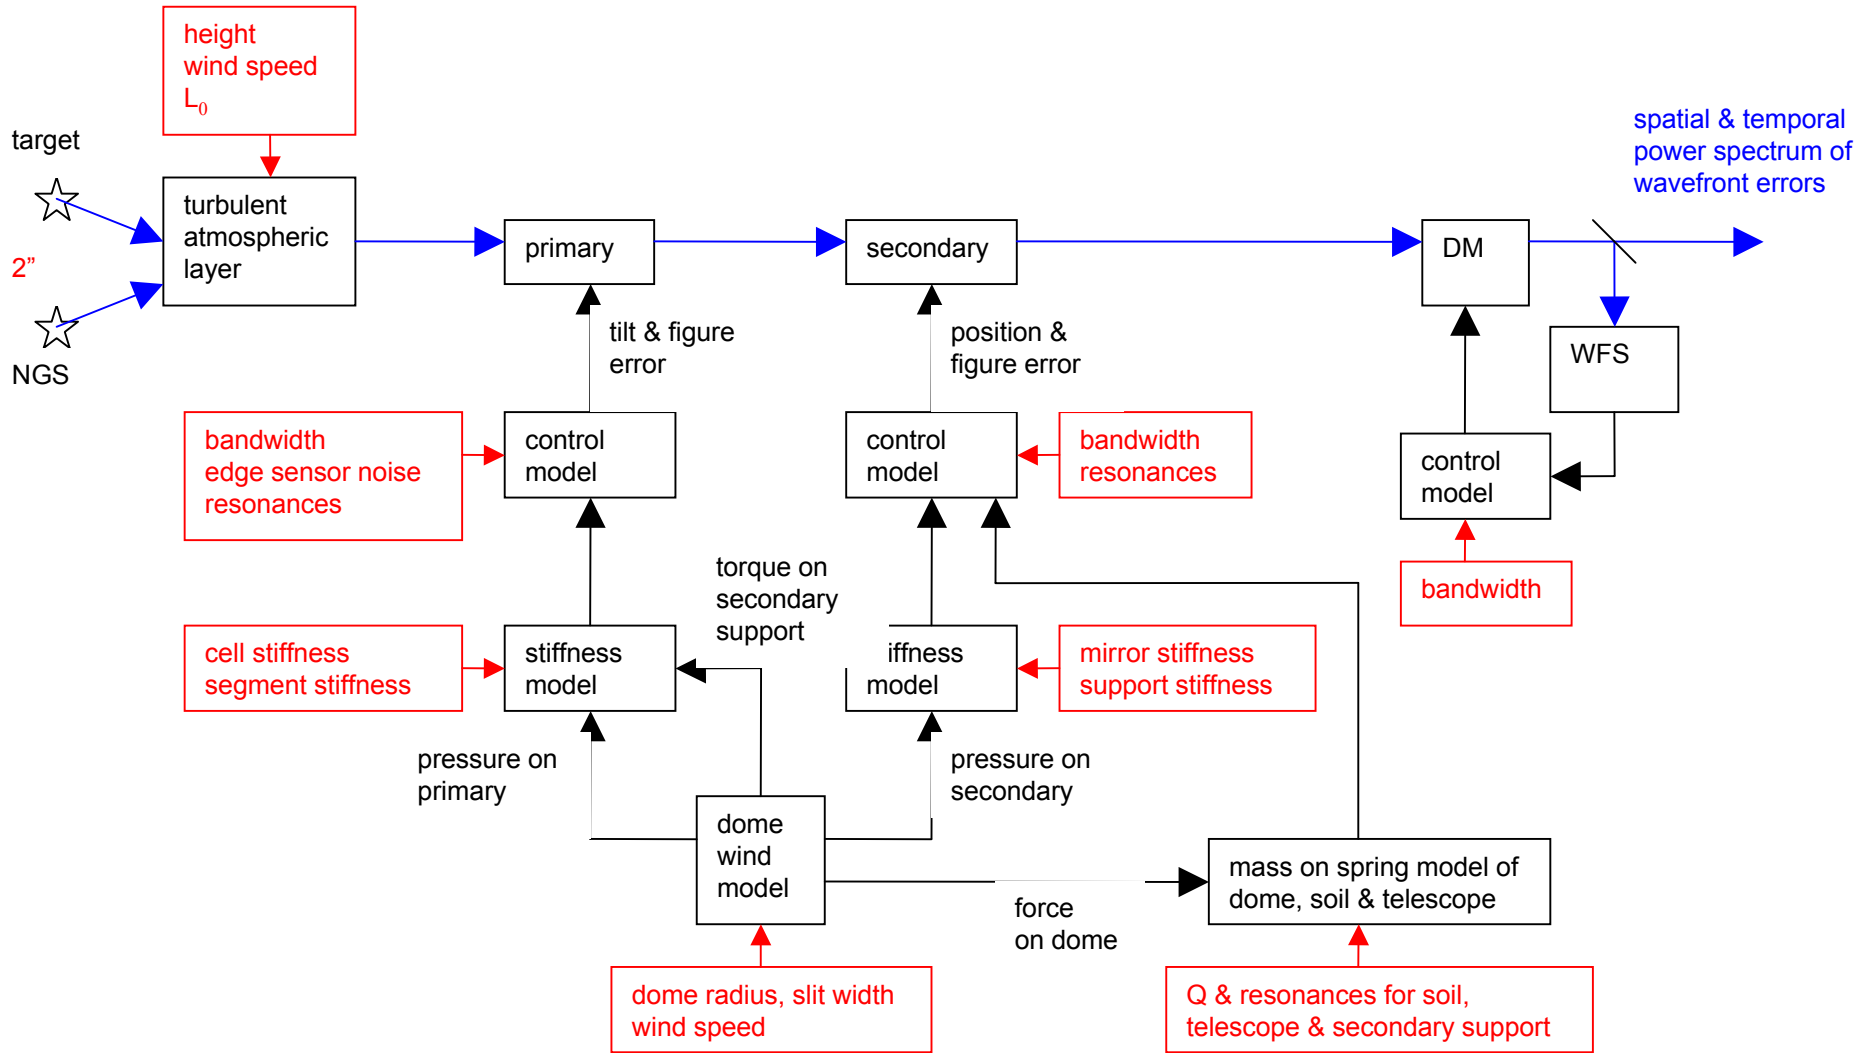 height
wind speed
L0
target
2”
NGS
turbulent
atmospheric
layer
primary
secondary
DM
spatial & temporal
power spectrum of
wavefront errors
WFS
tilt & figure
error
position &
figure error
bandwidth
edge sensor noise
resonances
control
model
control
model
bandwidth
resonances
control
model
bandwidth
torque on
secondary
support
cell stiffness
segment stiffness
stiffness
model
iffness
model
mirror stiffness
support stiffness
pressure on
primary
pressure on
secondary
dome
wind
model
force
on dome
mass on spring model of
dome, soil & telescope
dome radius, slit width
wind speed
Q & resonances for soil,
telescope & secondary support